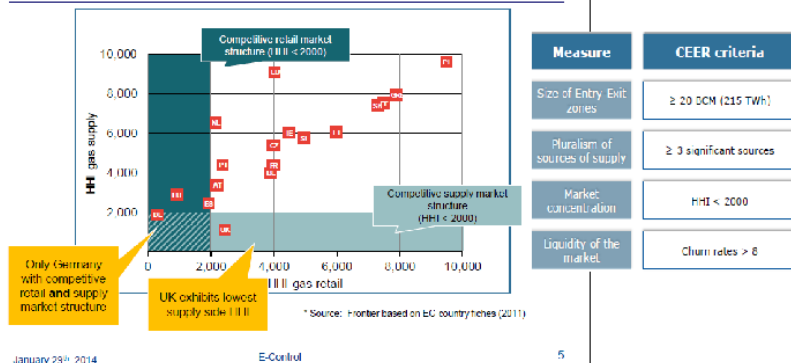 Competitive retail market
structure (HHI < 2000)
HHI gas supply
10,000
8,000
6,000
4,000
2,000
0
2,000
4,000
6,000
8,000
10,000
HHI gas retail
NL
AT
ES
UK
CZ
FR
SI
Competitive supply market
structure
(HHI < 2000)
Only Germany
with competitive
retail and supply
market structure
UK exhibits lowest
supply side HHI
* Source: Frontier based on EC country fiches (2011)
Measure
CEER criteria
Size of Entry Exit
zones
≥ 20 BCM (215 TWh)
Pluralism of
sources of supply
≥ 3 significant sources
Market
concentration
HHI < 2000
Liquidity of the
market
Churn rates > 8
January 29th, 2014
E-Control
5